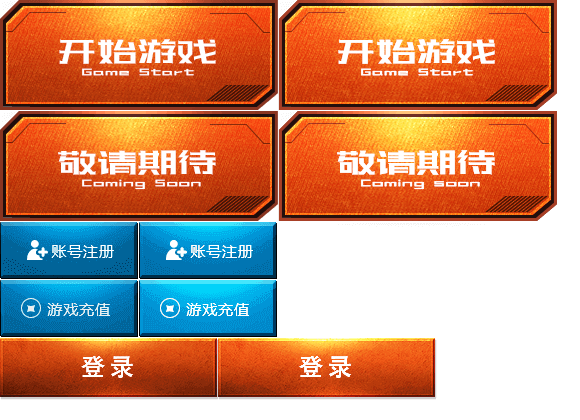 开始游戏 开始游戏
Game Start Game Start
敬请期待 敬请期待
Coming Soon Coming Soon
账号注册 账号注册
游戏充值 游戏充值
登录 登录